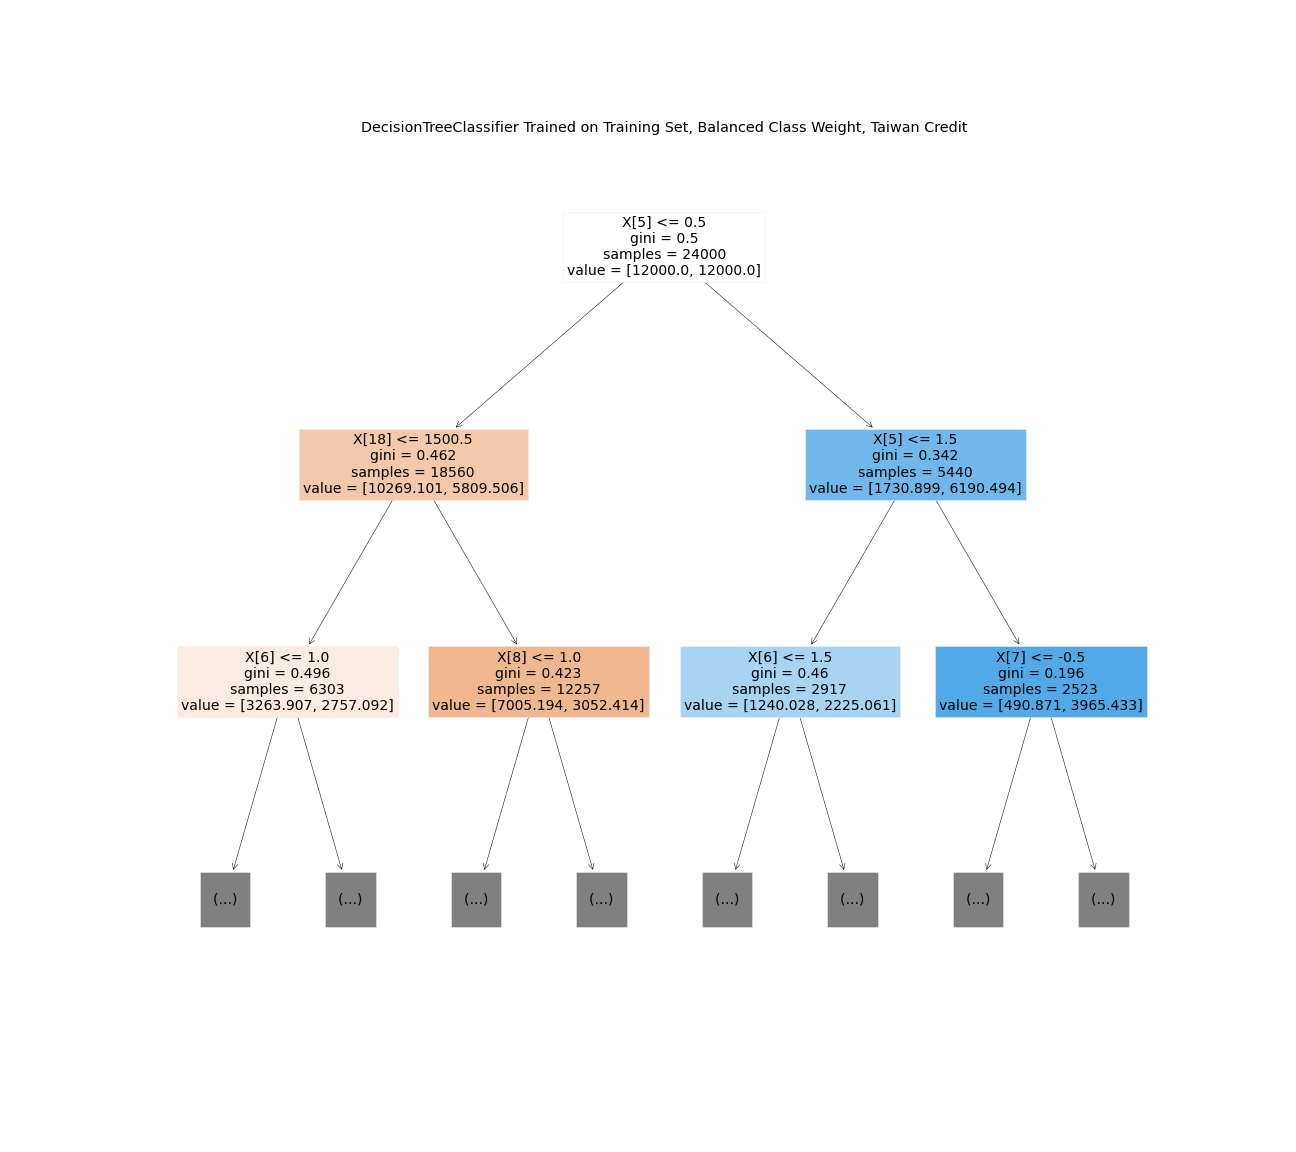 DecisionTreeClassifier Trained on Training Set, Balanced Class Weight, Taiwan Credit
X[5] <= 0.5
gini = 0.5
samples = 24000
value = [12000.0, 12000.0]
X[18] <= 1500.5
gini = 0.462
samples = 18560
value = [10269.101, 5809.506]
X[5] <= 1.5
gini = 0.342
samples = 5440
value = [1730.899, 6190.494]
X[6] <= 1.0
gini = 0.496
samples = 6303
value = [3263.907, 2757.092]
X[8] <= 1.0
gini = 0.423
samples = 12257
value = [7005.194, 3052.414]
X[6] <= 1.5
gini = 0.46
samples = 2917
value = [1240.028, 2225.061]
X[7] <= -0.5
gini = 0.196
samples = 2523
value = [490.871, 3965.433]
(...)
(...)
(...)
(...)
(...)
(...)
(...)
(...)